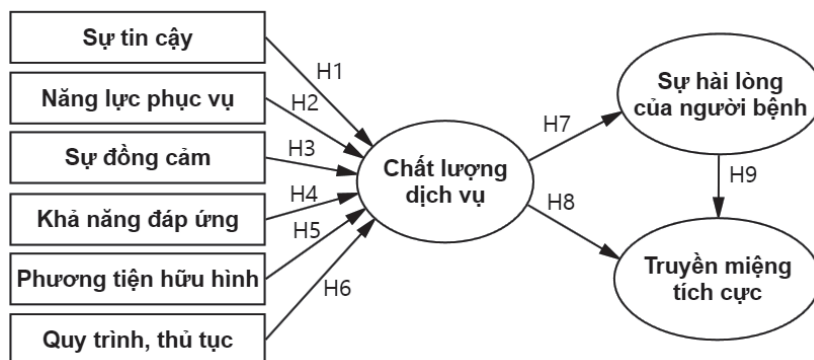 Sự tin cậy
Năng lực phục vụ
Sự đồng cảm
Khả năng đáp ứng
Phương tiện hữu hình
Quy trình, thủ tục
H1
H2
H3
H4
H5
H6
Chất lượng
dịch vụ
H7
H8
Sự hài lòng
của người bệnh
H9
Truyền miệng
tích cực